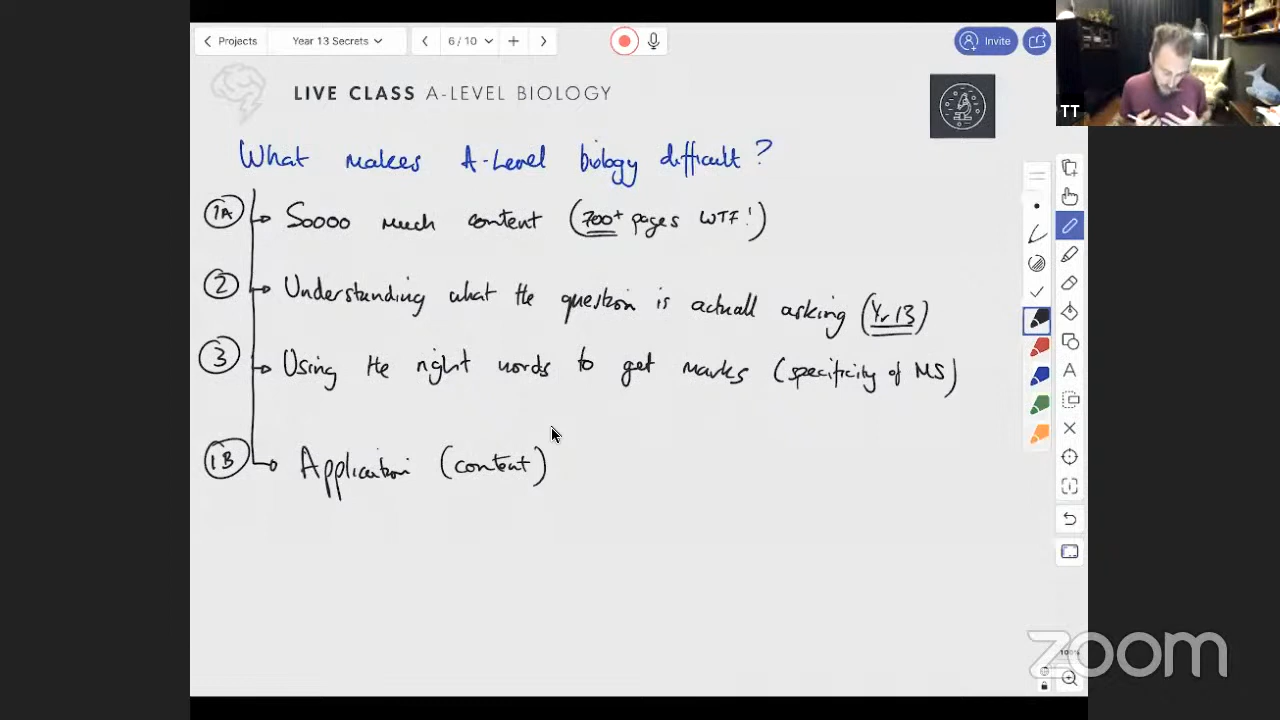 Projects
Year 13 Secrets
6 / 10
Invite
TT
LIVE CLASS A-LEVEL BIOLOGY
What makes A-Level biology difficult?
1A Soooo much content (700+ pages WTF!)
2 Understanding what the question is actuall asking (Yr 13)
3 Using the right words to get marks (specificity of MS)
1B Application (content)
A
100%
zoom